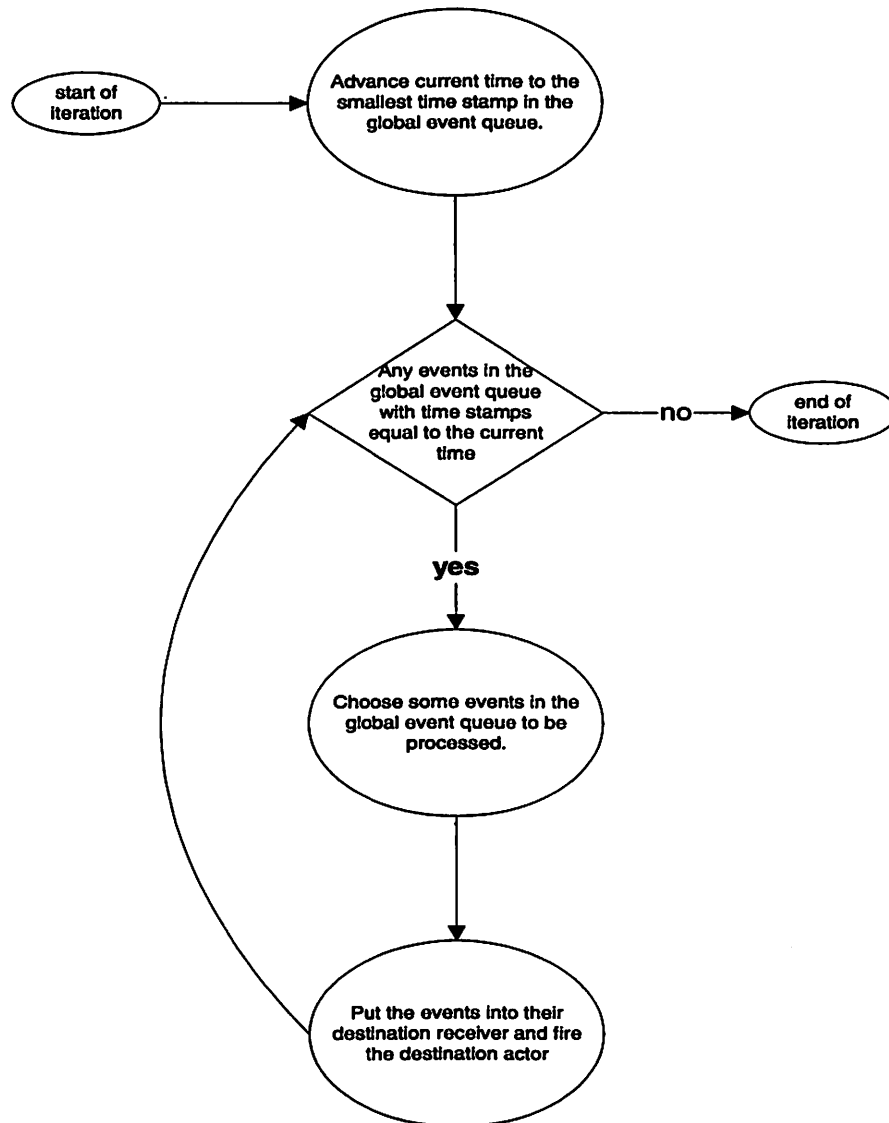 start of
iteration
Advance current time to the
smallest time stamp in the
global event queue.
Any events in the
global event queue
with time stamps
equal to the current
time
no
end of
iteration
yes
Choose some events in the
global event queue to be
processed.
Put the events into their
destination receiver and fire
the destination actor